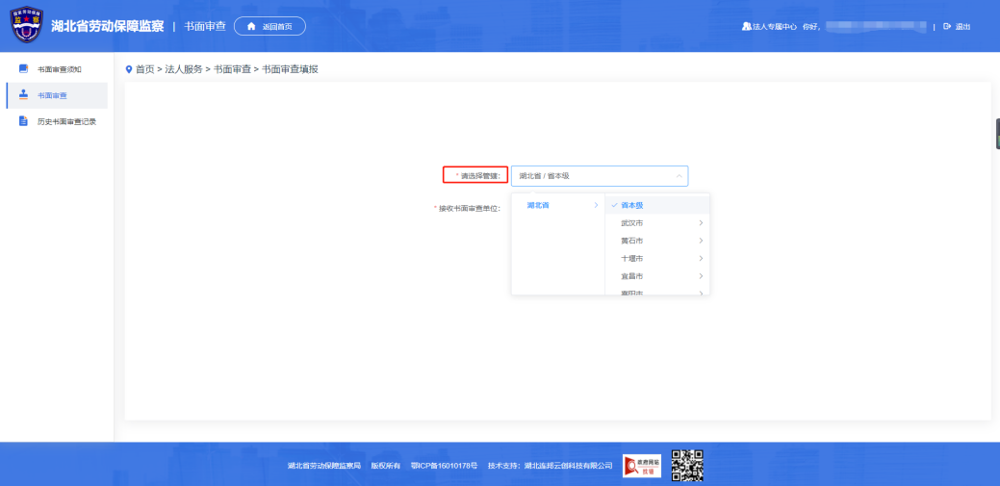 湖北省劳动保障监察 | 书面审查 返回首页 法人专属中心 你好, | 退出
书面审查须知
书面审查
历史书面审查记录
首页 > 法人服务 > 书面审查 > 书面审查填报
* 请选择管辖: 湖北省 / 省本级
* 接收书面审查单位:
湖北省
省本级
武汉市
黄石市
十堰市
宜昌市
襄阳市
湖北省劳动保障监察局 版权所有 鄂ICP备16010178号 技术支持: 湖北连邦云创科技有限公司
政府网站
找错